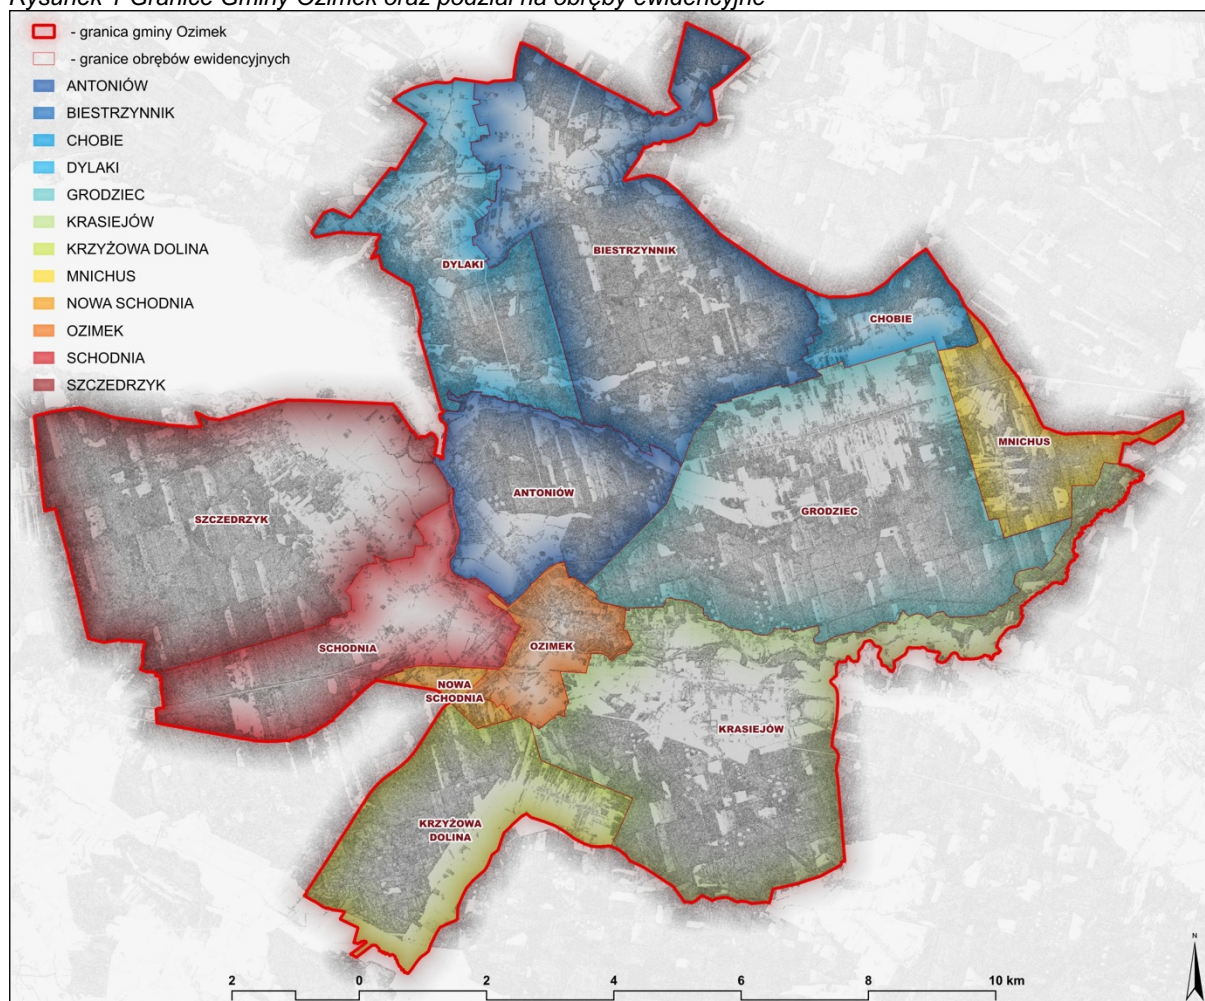 Rysunek 1 Granice Gminy Ozimek oraz podział na obręby ewidencyjne
- granica gminy Ozimek
- granice obrębów ewidencyjnych
ANTONIÓW
BIESTRZYNNIK
CHOBIE
DYLAKI
GRODZIEC
KRASIEJÓW
KRZYŻOWA DOLINA
MNICHUS
NOWA SCHODNIA
OZIMEK
SCHODNIA
SZCZEDRZYK
BIESTRZYNNIK
DYLAKI
CHOBIE
MNICHUS
ANTONIÓW
GRODZIEC
SZCZEDRZYK
SCHODNIA
OZIMEK
NOWA
SCHODNIA
KRASIEJÓW
KRZYŻOWA
DOLINA
N
2 0 2 4 6 8 10 km